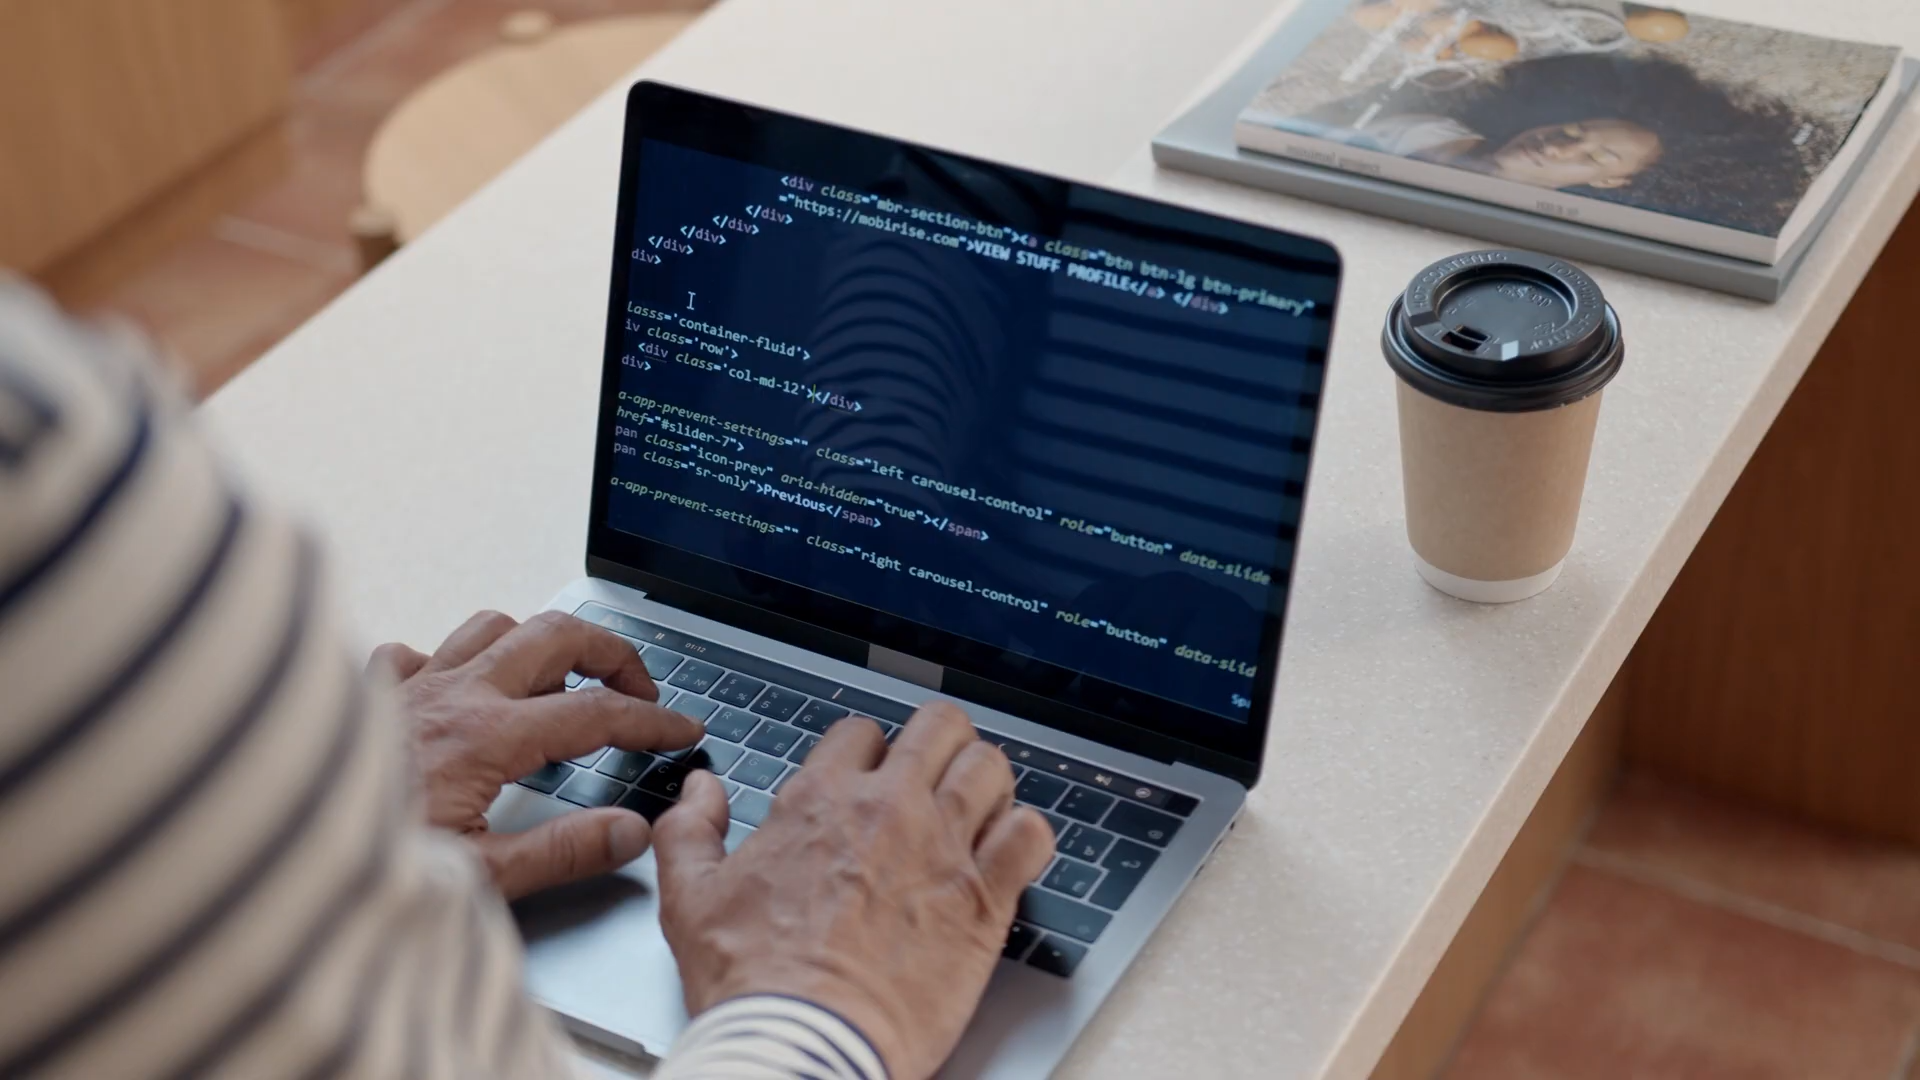 <div class="mbr-section-btn"><a class="btn btn-lg btn-primary"
="https://mobirise.com">VIEW STUFF PROFILE</a> </div>
</div>
</div>
</div>
</div>
div>
lasss='container-fluid'>
iv class='row'>
<div class='col-md-12'></div>
div>
a-app-prevent-settings="" class="left carousel-control" role="button" data-slide
href="#slider-7">
pan class="icon-prev" aria-hidden="true"></span>
pan class="sr-only">Previous</span>
a-app-prevent-settings="" class="right carousel-control" role="button" data-slid